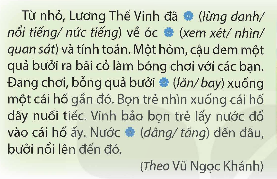 Từ nhỏ, Lương Thế Vinh đã (lừng danh/
nổi tiếng/ nức tiếng) về óc (xem xét/ nhìn/
quan sát) và tính toán. Một hôm, cậu đem một
quả bưởi ra bãi cỏ làm bóng chơi với các bạn.
Đang chơi, bỗng quả bưởi (lăn/ bay) xuống
một cái hố gần đó. Bọn trẻ nhìn xuống cái hố
đầy nuối tiếc. Vinh bảo bọn trẻ lấy nước đổ
vào cái hố ấy. Nước (dâng/ tăng) đến đâu,
bưởi nổi lên đến đó.
(Theo Vũ Ngọc Khánh)